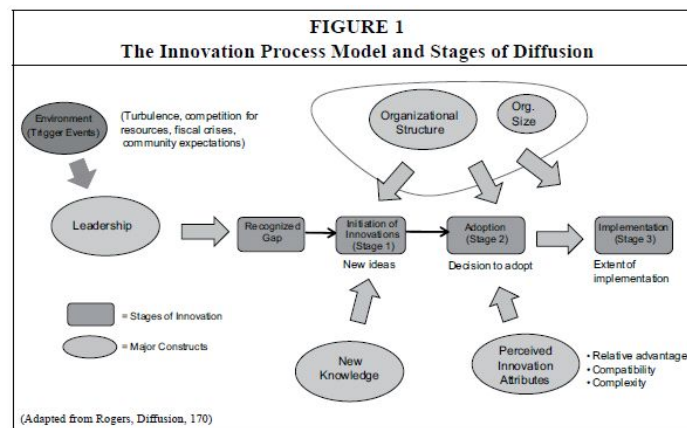 FIGURE 1
The Innovation Process Model and Stages of Diffusion
Environment
(Trigger Events)
(Turbulence, competition for
resources, fiscal crises,
community expectations)
Organizational
Structure
Org.
Size
Leadership
Recognized
Gap
Initiation of
Innovations
(Stage 1)
Adoption
(Stage 2)
Implementation
(Stage 3)
New ideas
Decision to adopt
Extent of
implementation
= Stages of Innovation
= Major Constructs
New
Knowledge
Perceived
Innovation
Attributes
• Relative advantage
• Compatibility
• Complexity
(Adapted from Rogers, Diffusion, 170)